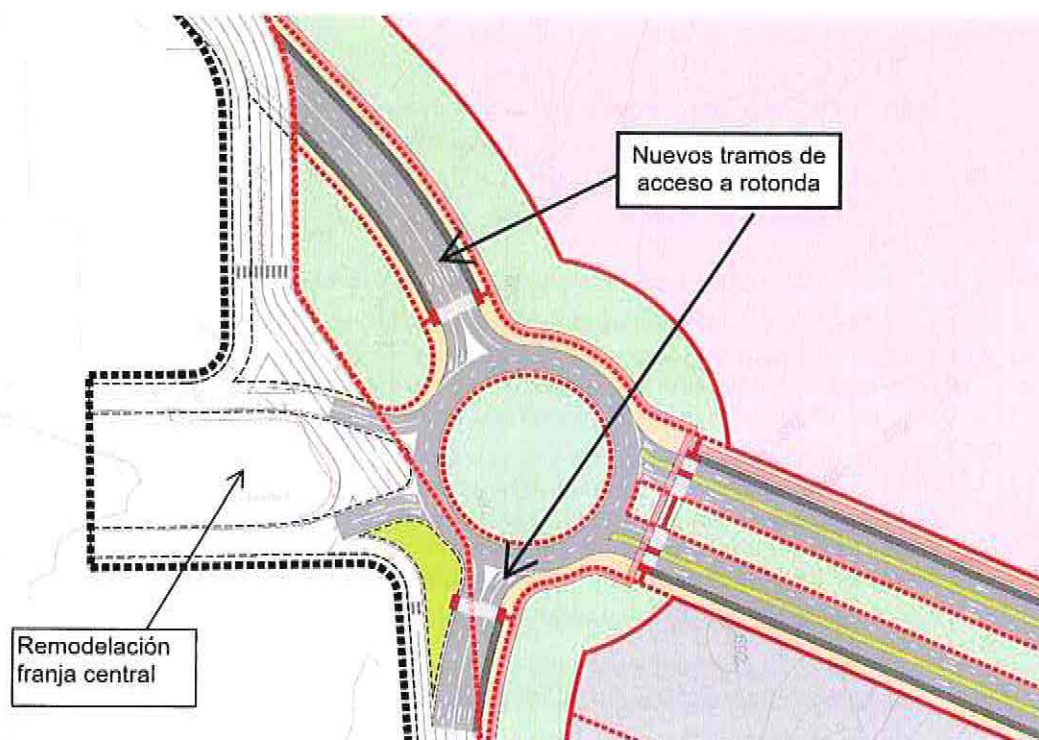 Nuevos tramos de
acceso a rotonda
Remodelación
franja central